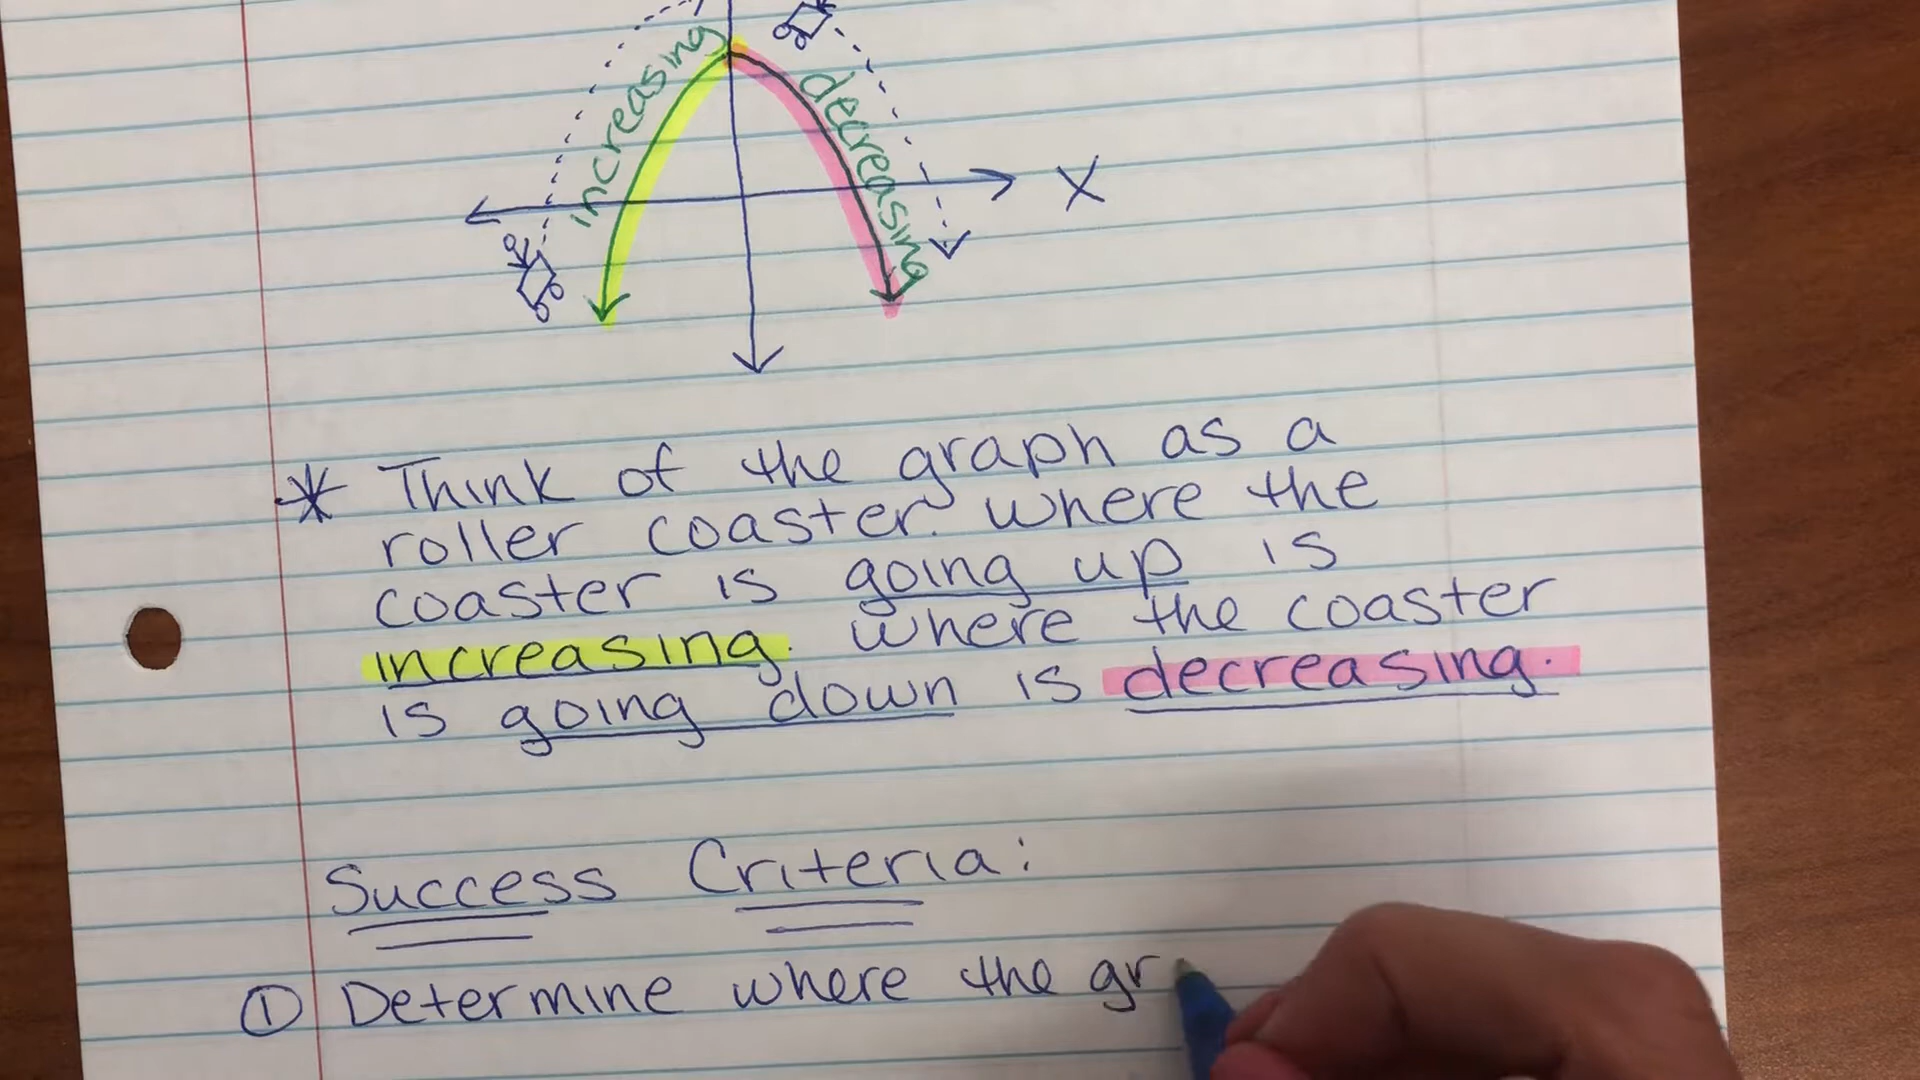 increasing
decreasing
X
* Think of the graph as a
roller coaster. where the
coaster is going up is
increasing. where the coaster
is going down is decreasing.
Success Criteria:
① Determine where the gr